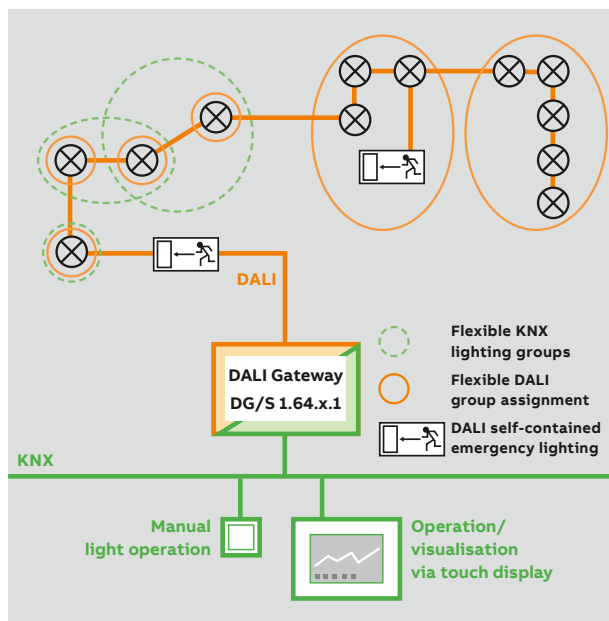 DALI
DALI Gateway
DG/S 1.64.x.1
Flexible KNX
lighting groups
Flexible DALI
group assignment
DALI self-contained
emergency lighting
KNX
Manual
light operation
Operation/
visualisation
via touch display